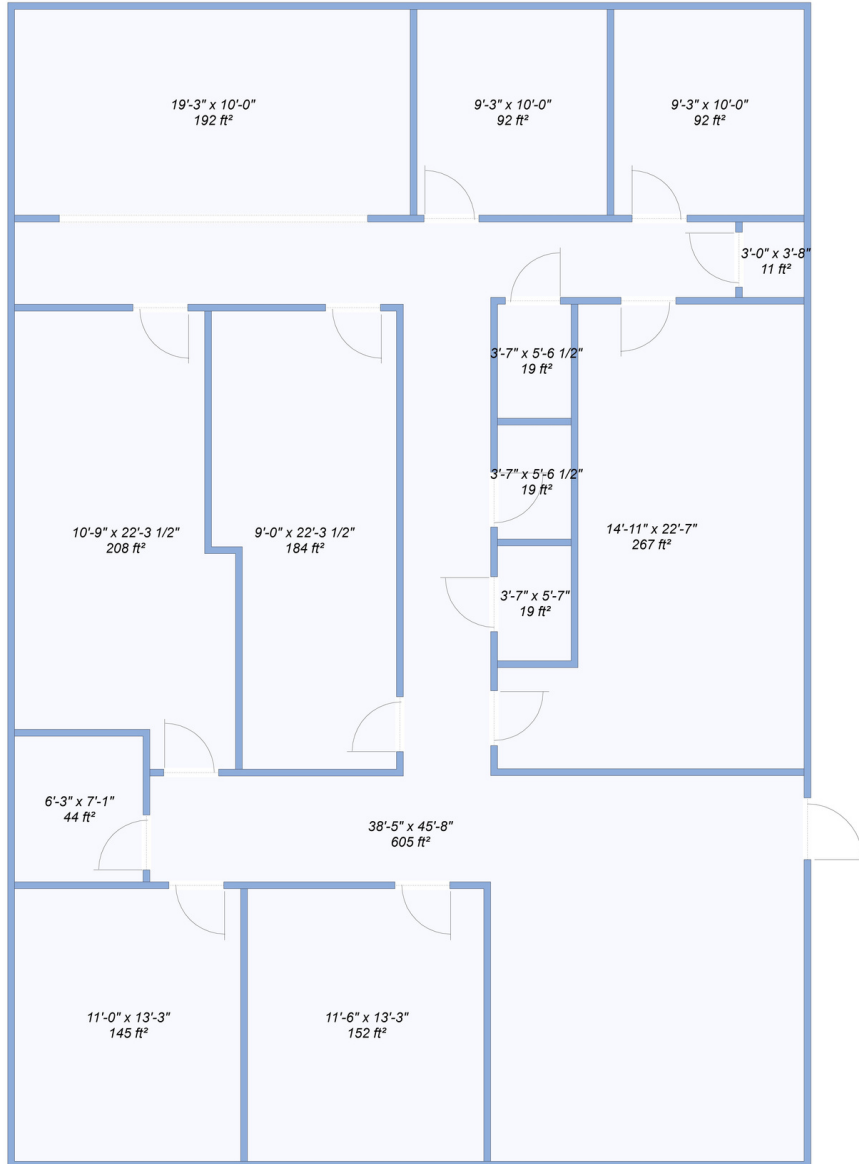 19'-3" x 10'-0"
192 ft²
9'-3" x 10'-0"
92 ft²
9'-3" x 10'-0"
92 ft²
3'-0" x 3'-8"
11 ft²
3'-7" x 5'-6 1/2"
19 ft²
3'-7" x 5'-6 1/2"
19 ft²
10'-9" x 22'-3 1/2"
208 ft²
9'-0" x 22'-3 1/2"
184 ft²
14'-11" x 22'-7"
267 ft²
3'-7" x 5'-7"
19 ft²
6'-3" x 7'-1"
44 ft²
38'-5" x 45'-8"
605 ft²
11'-0" x 13'-3"
145 ft²
11'-6" x 13'-3"
152 ft²